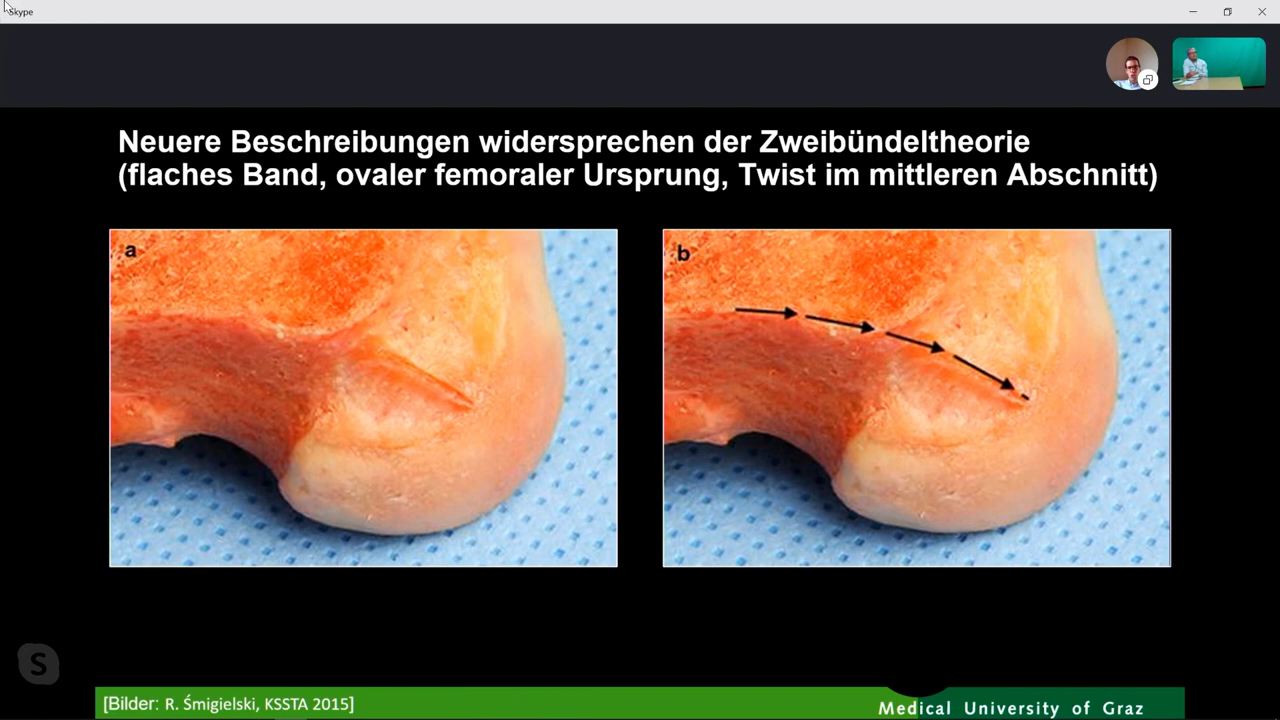 Skype
Neuere Beschreibungen widersprechen der Zweibündeltheorie
(flaches Band, ovaler femoraler Ursprung, Twist im mittleren Abschnitt)
a
b
S
[Bilder: R. Śmigielski, KSSTA 2015]
Medical University of Graz